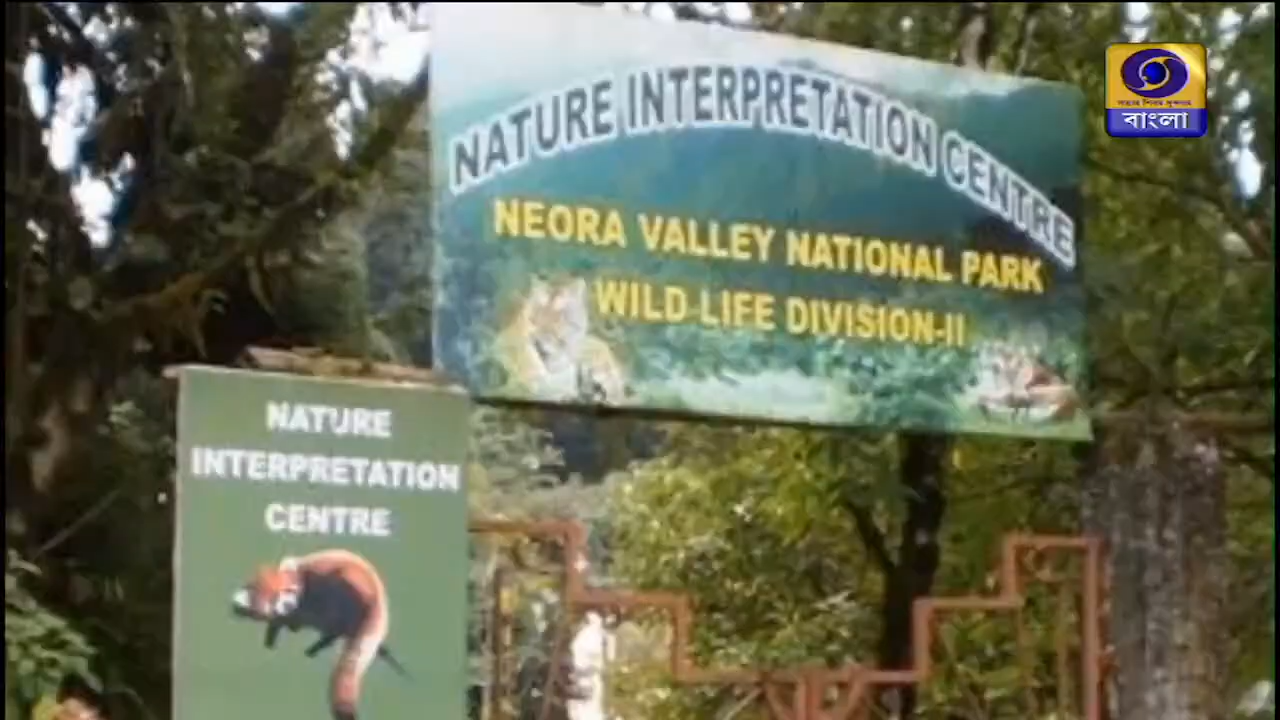 NATURE INTERPRETATION CENTRE
NEORA VALLEY NATIONAL PARK
WILD LIFE DIVISION-II
NATURE
INTERPRETATION
CENTRE
বাংলা